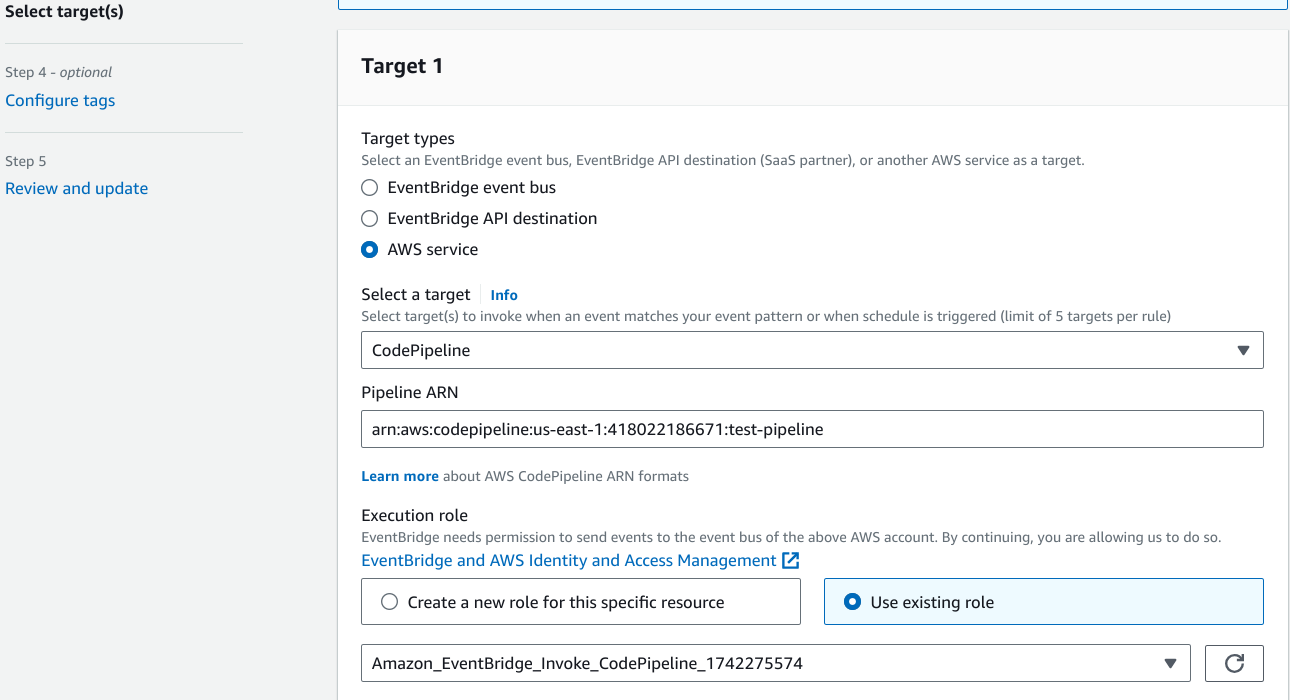 Select target(s)
Step 4 - optional
Configure tags
Step 5
Review and update
Target 1
Target types
Select an EventBridge event bus, EventBridge API destination (SaaS partner), or another AWS service as a target.
EventBridge event bus
EventBridge API destination
AWS service
Select a target Info
Select target(s) to invoke when an event matches your event pattern or when schedule is triggered (limit of 5 targets per rule)
CodePipeline
Pipeline ARN
arn:aws:codepipeline:us-east-1:418022186671:test-pipeline
Learn more about AWS CodePipeline ARN formats
Execution role
EventBridge needs permission to send events to the event bus of the above AWS account. By continuing, you are allowing us to do so.
EventBridge and AWS Identity and Access Management
Create a new role for this specific resource
Use existing role
Amazon_EventBridge_Invoke_CodePipeline_1742275574